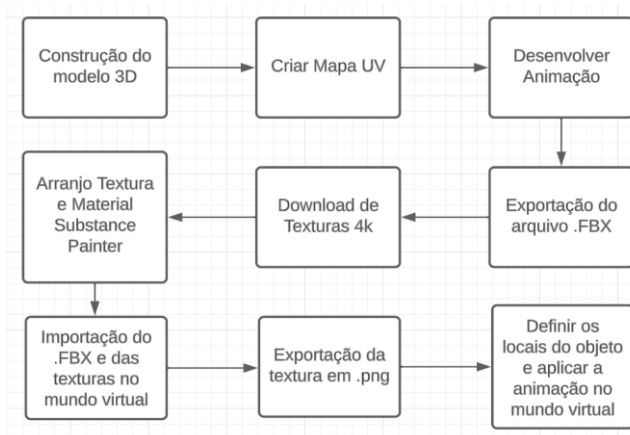 Construção do
modelo 3D
Criar Mapa UV
Desenvolver
Animação
Exportação do
arquivo .FBX
Download de
Texturas 4k
Arranjo Textura
e Material
Substance
Painter
Importação do
.FBX e das
texturas no
mundo virtual
Exportação da
textura em .png
Definir os
locais do objeto
e aplicar a
animação no
mundo virtual